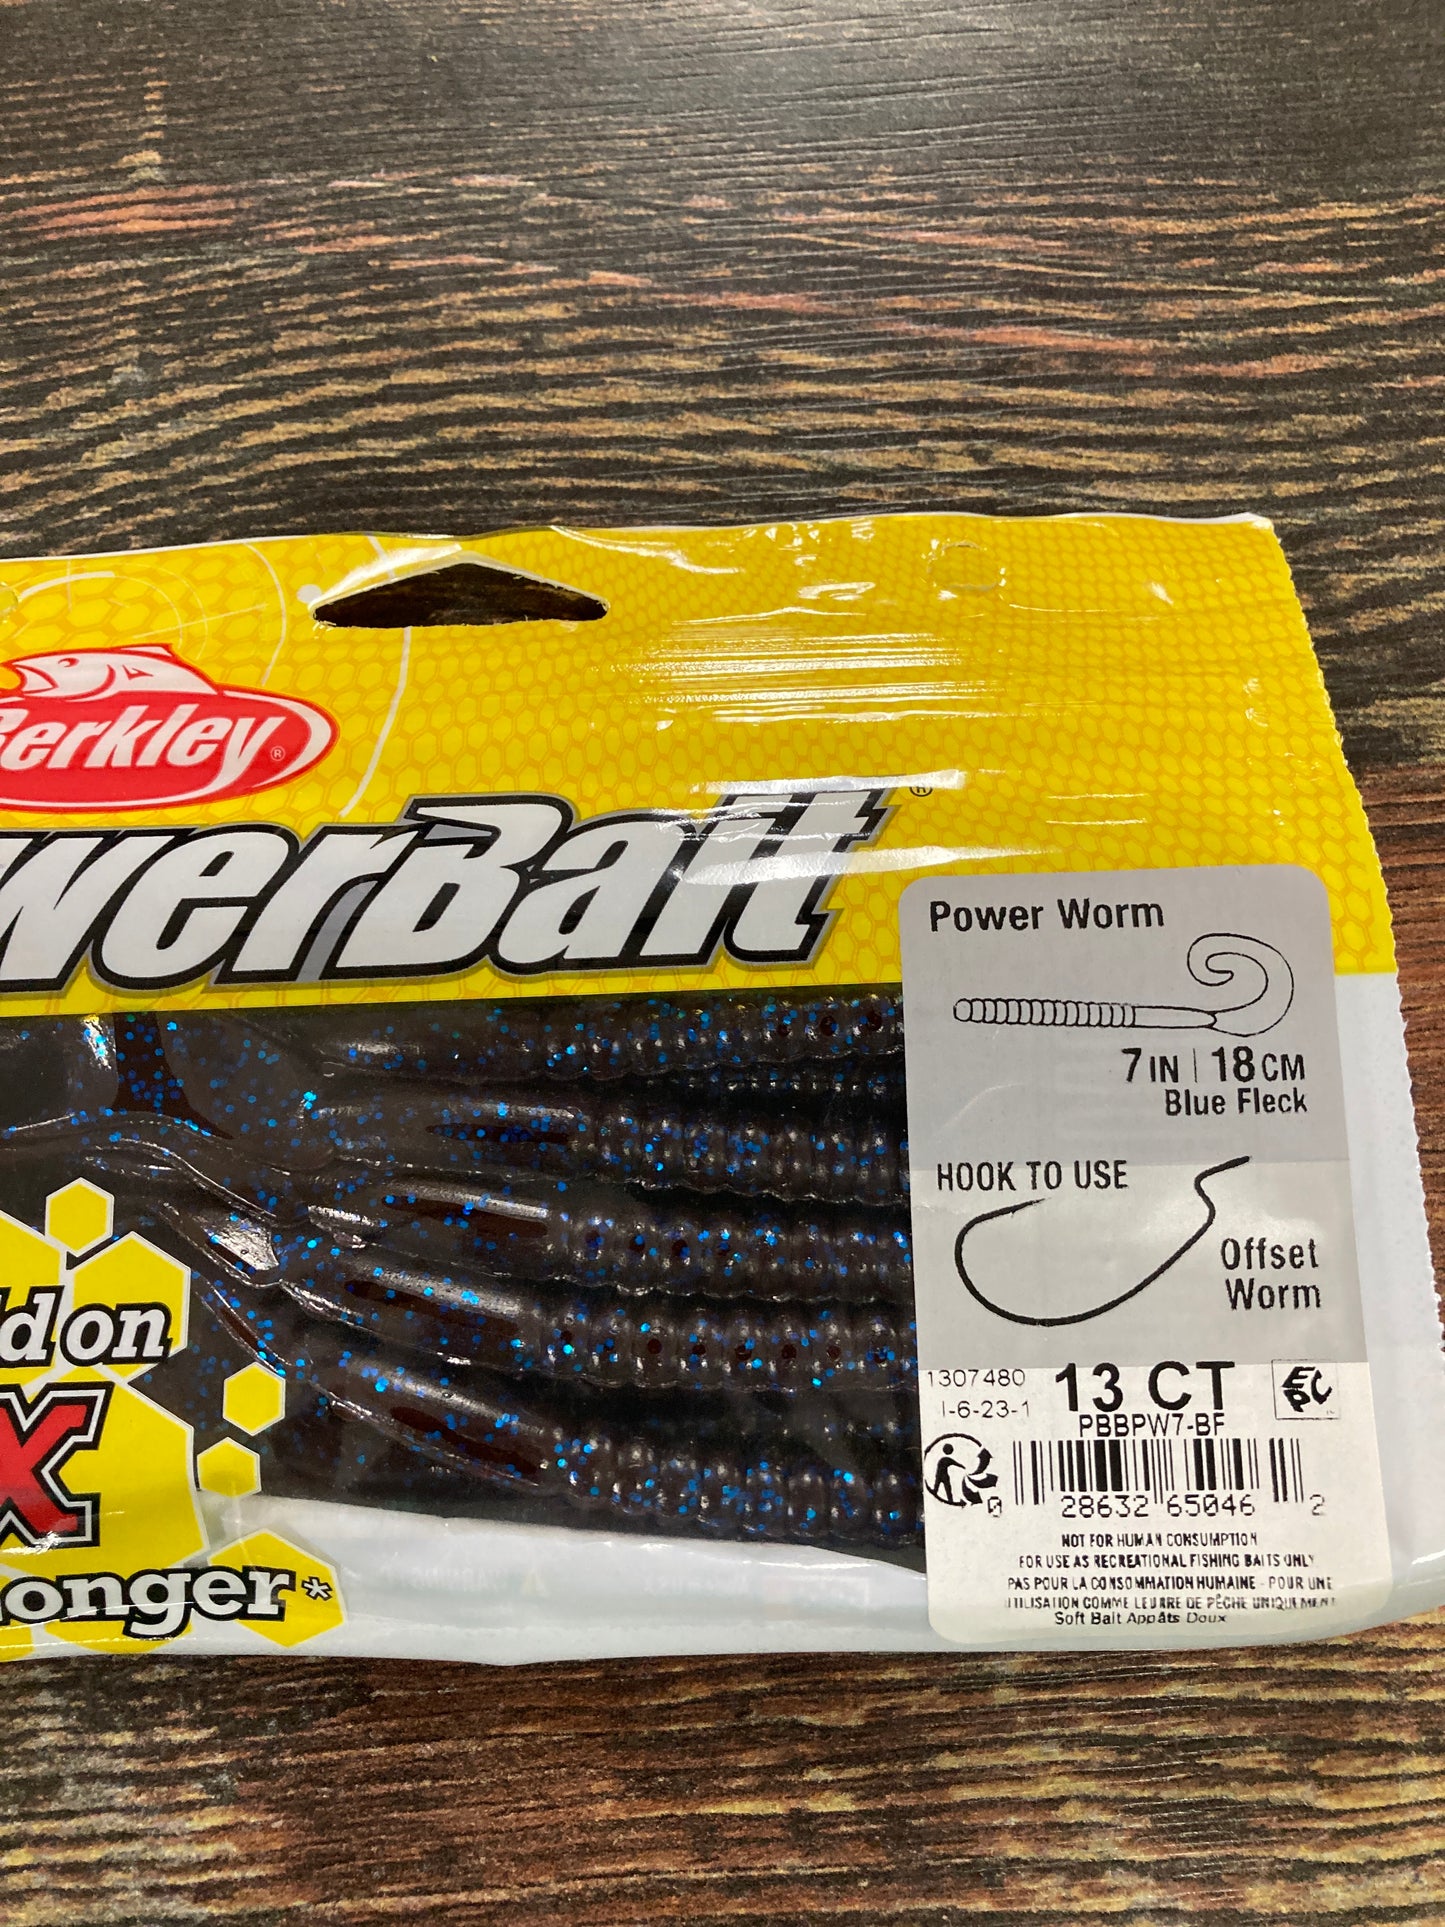 Berkley®
werBait®
Power Worm
7 IN | 18 CM
Blue Fleck
HOOK TO USE
Offset
Worm
d on
X
onger*
1307480
13 CT
I-6-23-1
PBBPW7-BF
0 28632 65046 2
NOT FOR HUMAN CONSUMPTION
FOR USE AS RECREATIONAL FISHING BAITS ONLY
PAS POUR LA CONSOMMATION HUMAINE - POUR UNE
UTILISATION COMME LEURRE DE PÊCHE UNIQUEMENT
Soft Bait Appâts Doux